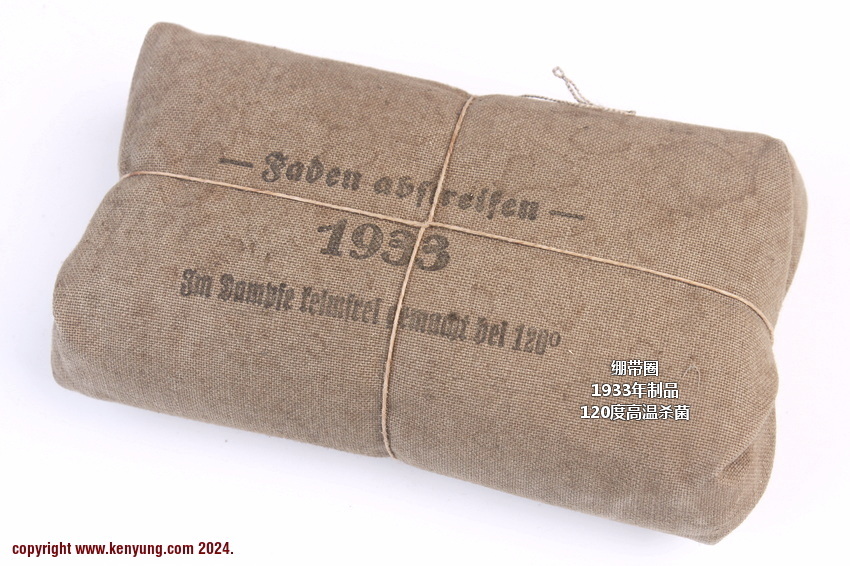 — Faden abstreifen —
1933
Im Dampfe keimfrei gemacht bei 120°
绷带圈
1933年制品
120度高温杀菌
copyright www.kenyung.com 2024.